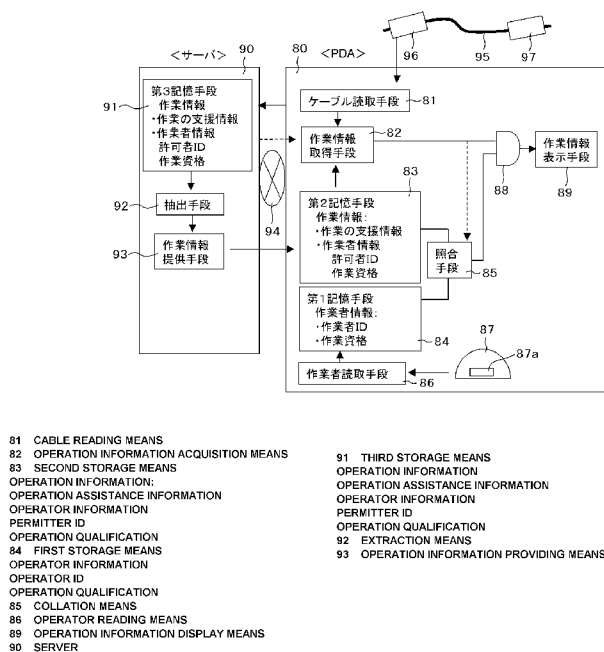 96
95
97
<サーバ>
90
80
<PDA>
91
第3記憶手段
作業情報
・作業の支援情報
・作業者情報
許可者ID
作業資格
ケーブル読取手段
81
作業情報
取得手段
82
88
作業情報
表示手段
89
92
抽出手段
94
93
作業情報
提供手段
83
第2記憶手段
作業情報:
・作業の支援情報
・作業者情報
許可者ID
作業資格
照合
手段
85
第1記憶手段
作業者情報:
・作業者ID
・作業資格
84
87
87a
作業者読取手段
86
81 CABLE READING MEANS
82 OPERATION INFORMATION ACQUISITION MEANS
83 SECOND STORAGE MEANS
OPERATION INFORMATION:
OPERATION ASSISTANCE INFORMATION
OPERATOR INFORMATION
PERMITTER ID
OPERATION QUALIFICATION
84 FIRST STORAGE MEANS
OPERATOR INFORMATION
OPERATOR ID
OPERATION QUALIFICATION
85 COLLATION MEANS
86 OPERATOR READING MEANS
89 OPERATION INFORMATION DISPLAY MEANS
90 SERVER
91 THIRD STORAGE MEANS
OPERATION INFORMATION
OPERATION ASSISTANCE INFORMATION
OPERATOR INFORMATION
PERMITTER ID
OPERATION QUALIFICATION
92 EXTRACTION MEANS
93 OPERATION INFORMATION PROVIDING MEANS